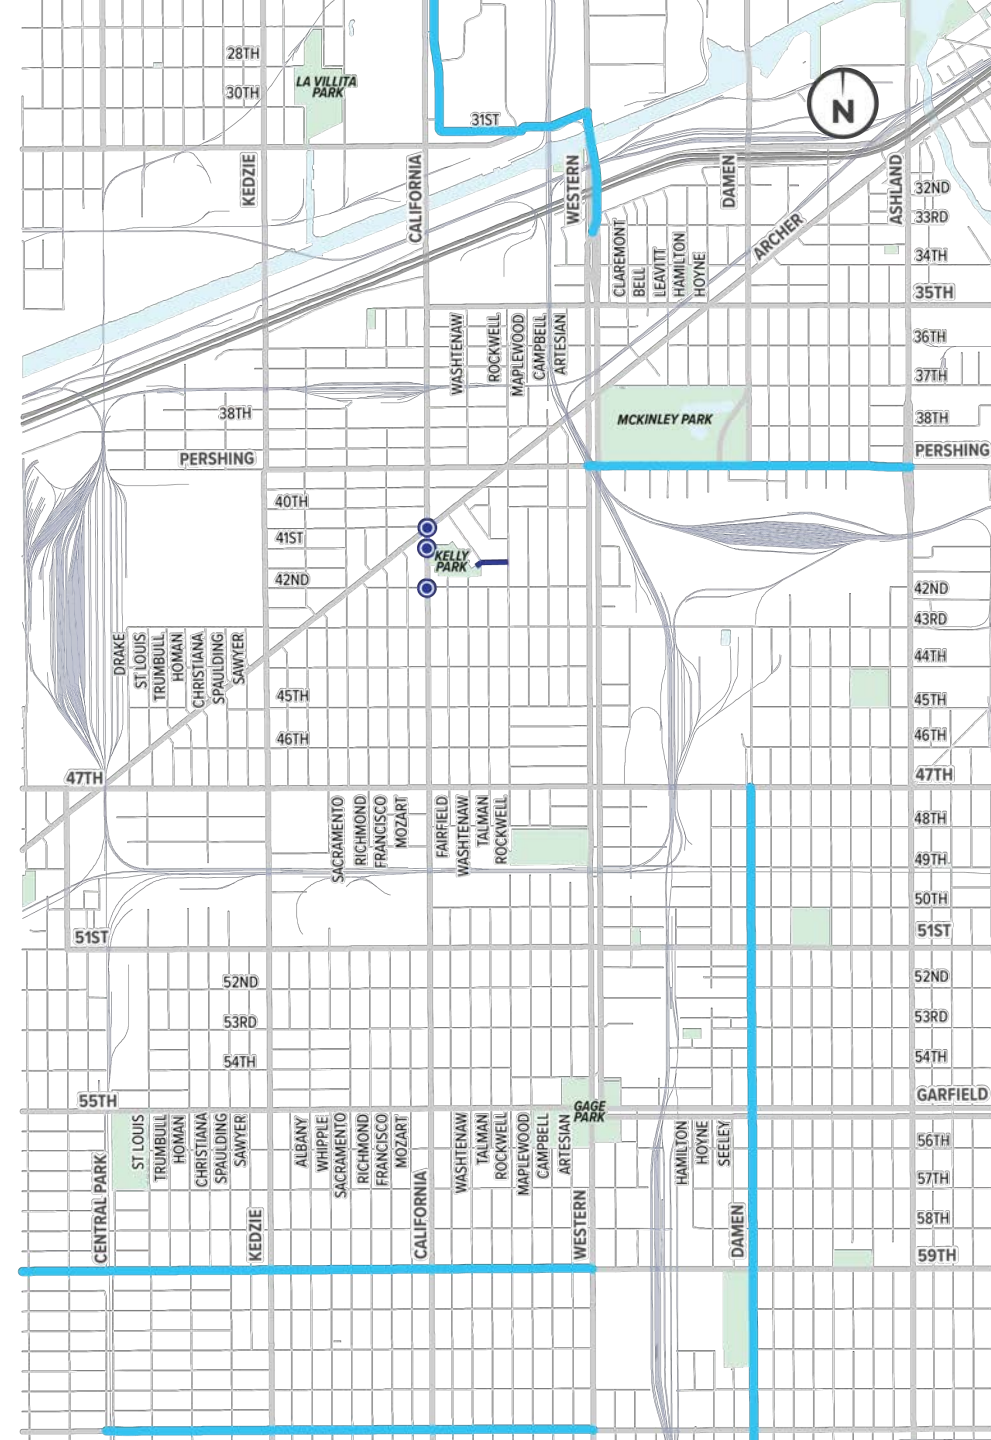 28TH
LA VILLITA
PARK
30TH
N
31ST
KEDZIE
CALIFORNIA
WESTERN
DAMEN
ASHLAND
32ND
33RD
ARCHER
CLAREMONT
BELL
LEAVITT
HAMILTON
HOYNE
34TH
35TH
WASHTENAW
ROCKWELL
MAPLEWOOD
CAMPBELL
ARTESIAN
36TH
37TH
38TH
MCKINLEY PARK
38TH
PERSHING
PERSHING
40TH
41ST
KELLY
PARK
42ND
42ND
43RD
DRAKE
ST LOUIS
TRUMBULL
HOMAN
CHRISTIANA
SPAULDING
SAWYER
44TH
45TH
45TH
46TH
46TH
47TH
47TH
SACRAMENTO
RICHMOND
FRANCISCO
MOZART
FAIRFIELD
WASHTENAW
TALMAN
ROCKWELL
48TH
49TH
50TH
51ST
51ST
52ND
52ND
53RD
53RD
54TH
54TH
55TH
GARFIELD
GAGE
PARK
ST LOUIS
TRUMBULL
HOMAN
CHRISTIANA
SPAULDING
SAWYER
ALBANY
WHIPPLE
SACRAMENTO
RICHMOND
FRANCISCO
MOZART
WASHTENAW
TALMAN
ROCKWELL
MAPLEWOOD
CAMPBELL
ARTESIAN
HAMILTON
HOYNE
SEELEY
56TH
57TH
CENTRAL PARK
KEDZIE
CALIFORNIA
WESTERN
DAMEN
58TH
59TH